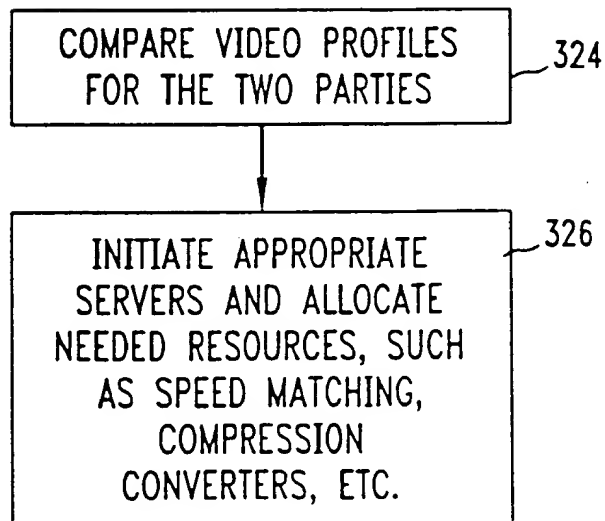 COMPARE VIDEO PROFILES
FOR THE TWO PARTIES
324
INITIATE APPROPRIATE
SERVERS AND ALLOCATE
NEEDED RESOURCES, SUCH
AS SPEED MATCHING,
COMPRESSION
CONVERTERS, ETC.
326